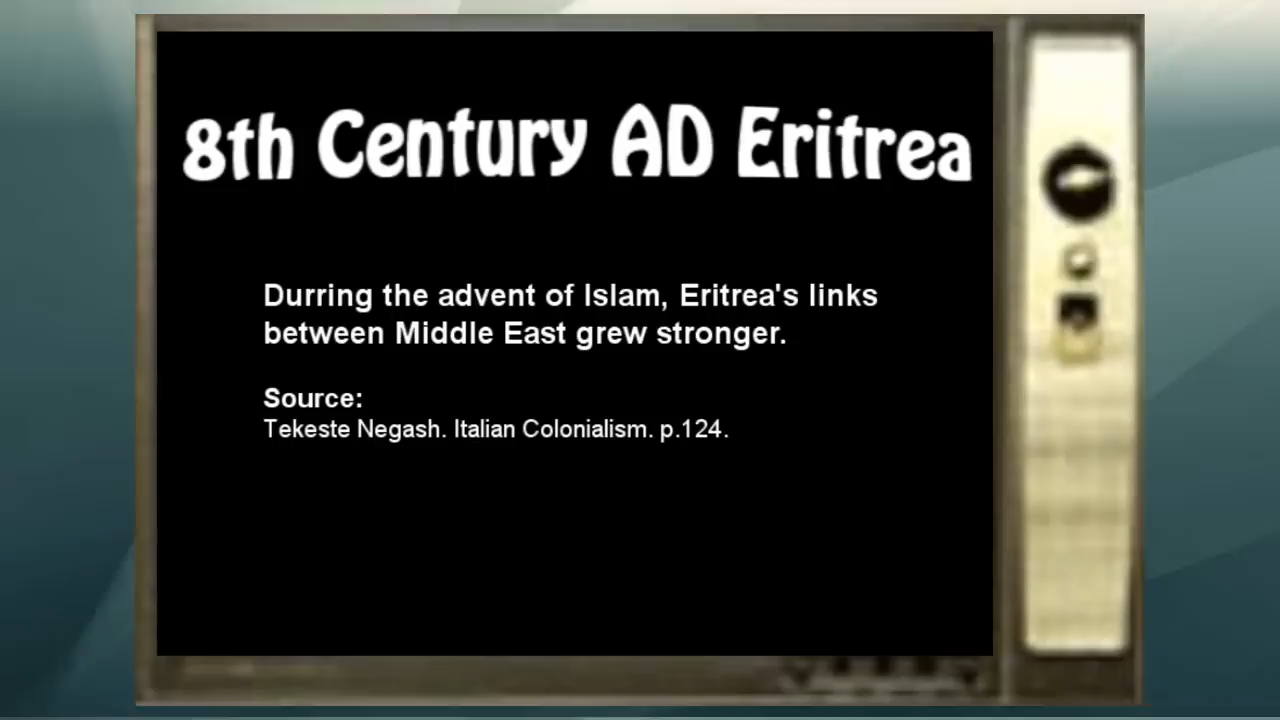 8th Century AD Eritrea
Durring the advent of Islam, Eritrea's links
between Middle East grew stronger.
Source:
Tekeste Negash. Italian Colonialism. p.124.